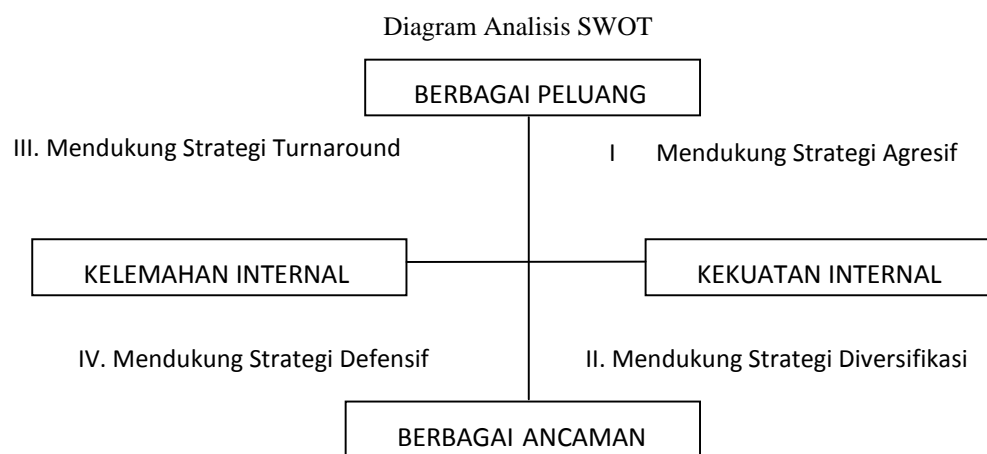 Diagram Analisis SWOT
BERBAGAI PELUANG
III. Mendukung Strategi Turnaround
I Mendukung Strategi Agresif
KELEMAHAN INTERNAL
KEKUATAN INTERNAL
IV. Mendukung Strategi Defensif
II. Mendukung Strategi Diversifikasi
BERBAGAI ANCAMAN